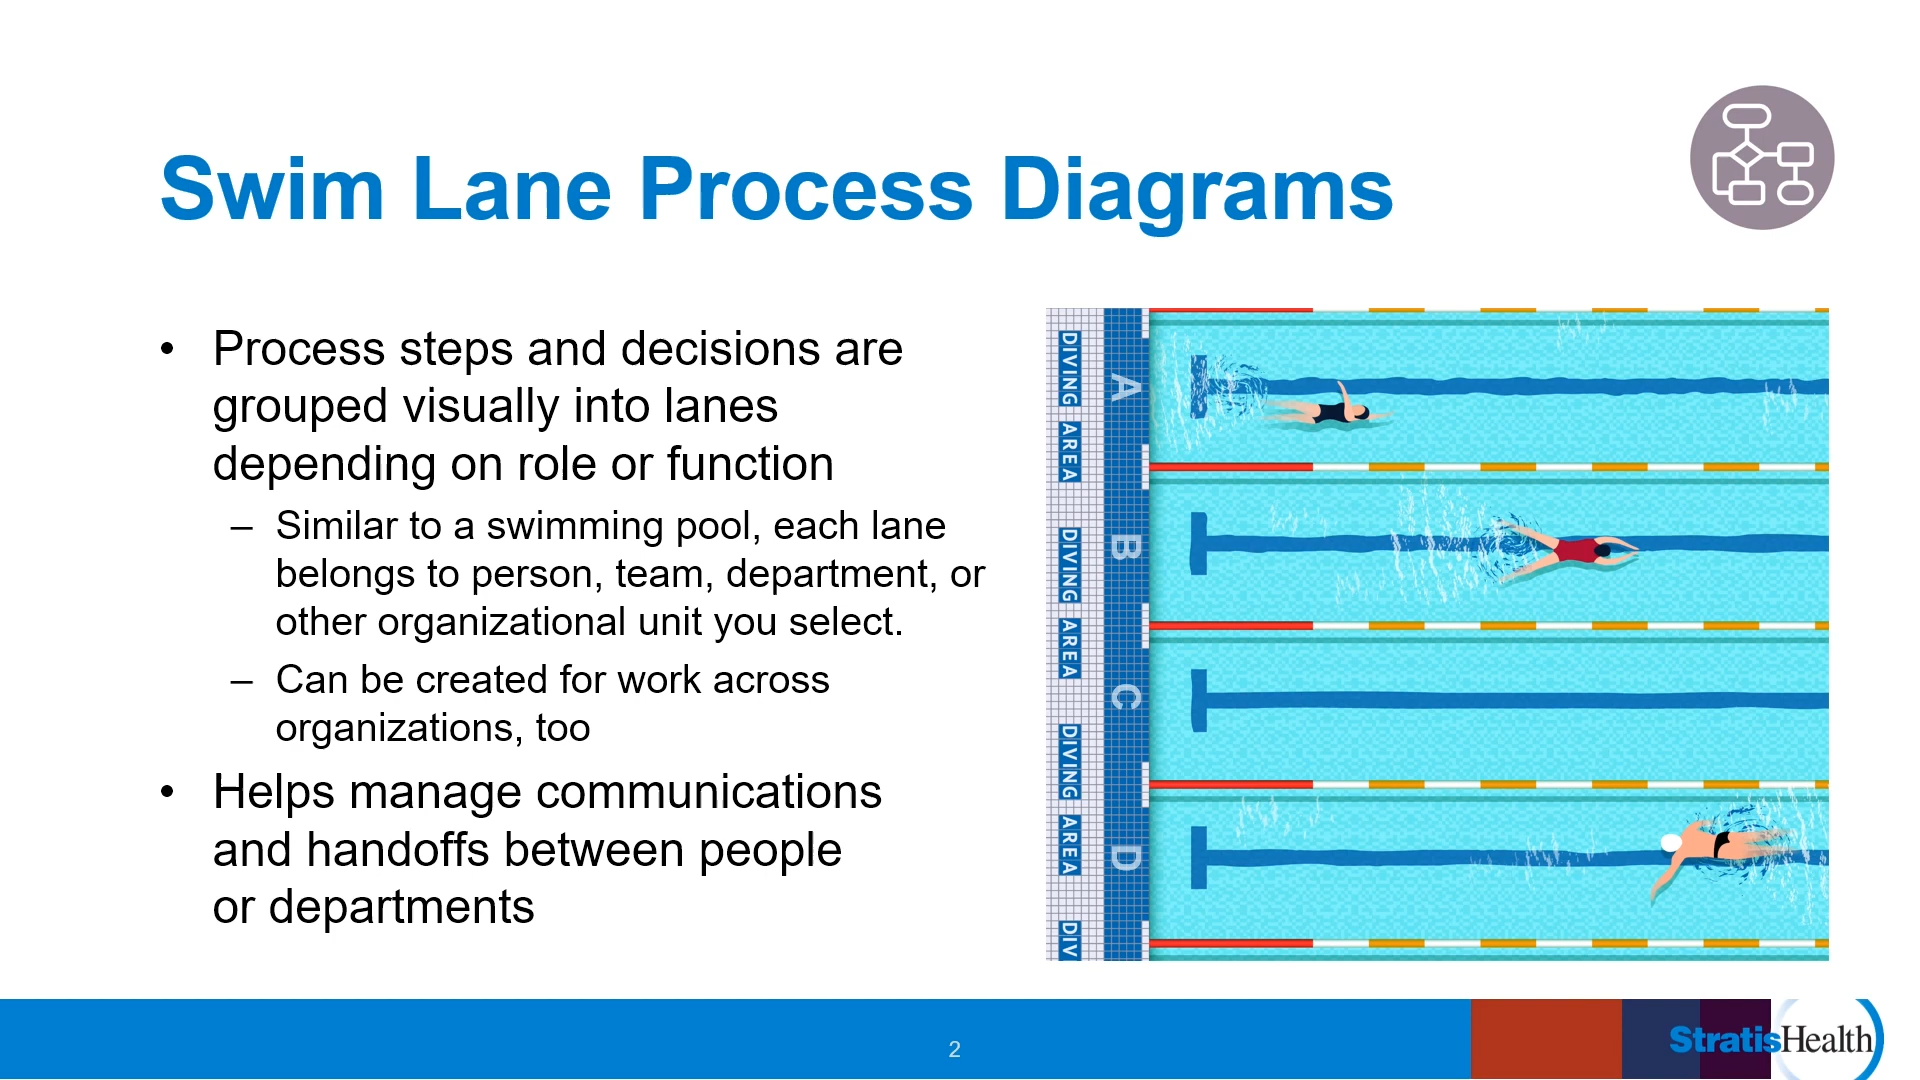 Swim Lane Process Diagrams
• Process steps and decisions are
grouped visually into lanes
depending on role or function
– Similar to a swimming pool, each lane
belongs to person, team, department, or
other organizational unit you select.
– Can be created for work across
organizations, too
• Helps manage communications
and handoffs between people
or departments
DIVING AREA
DIVING AREA
DIVING AREA
DIV
A
B
C
D
2
StratisHealth